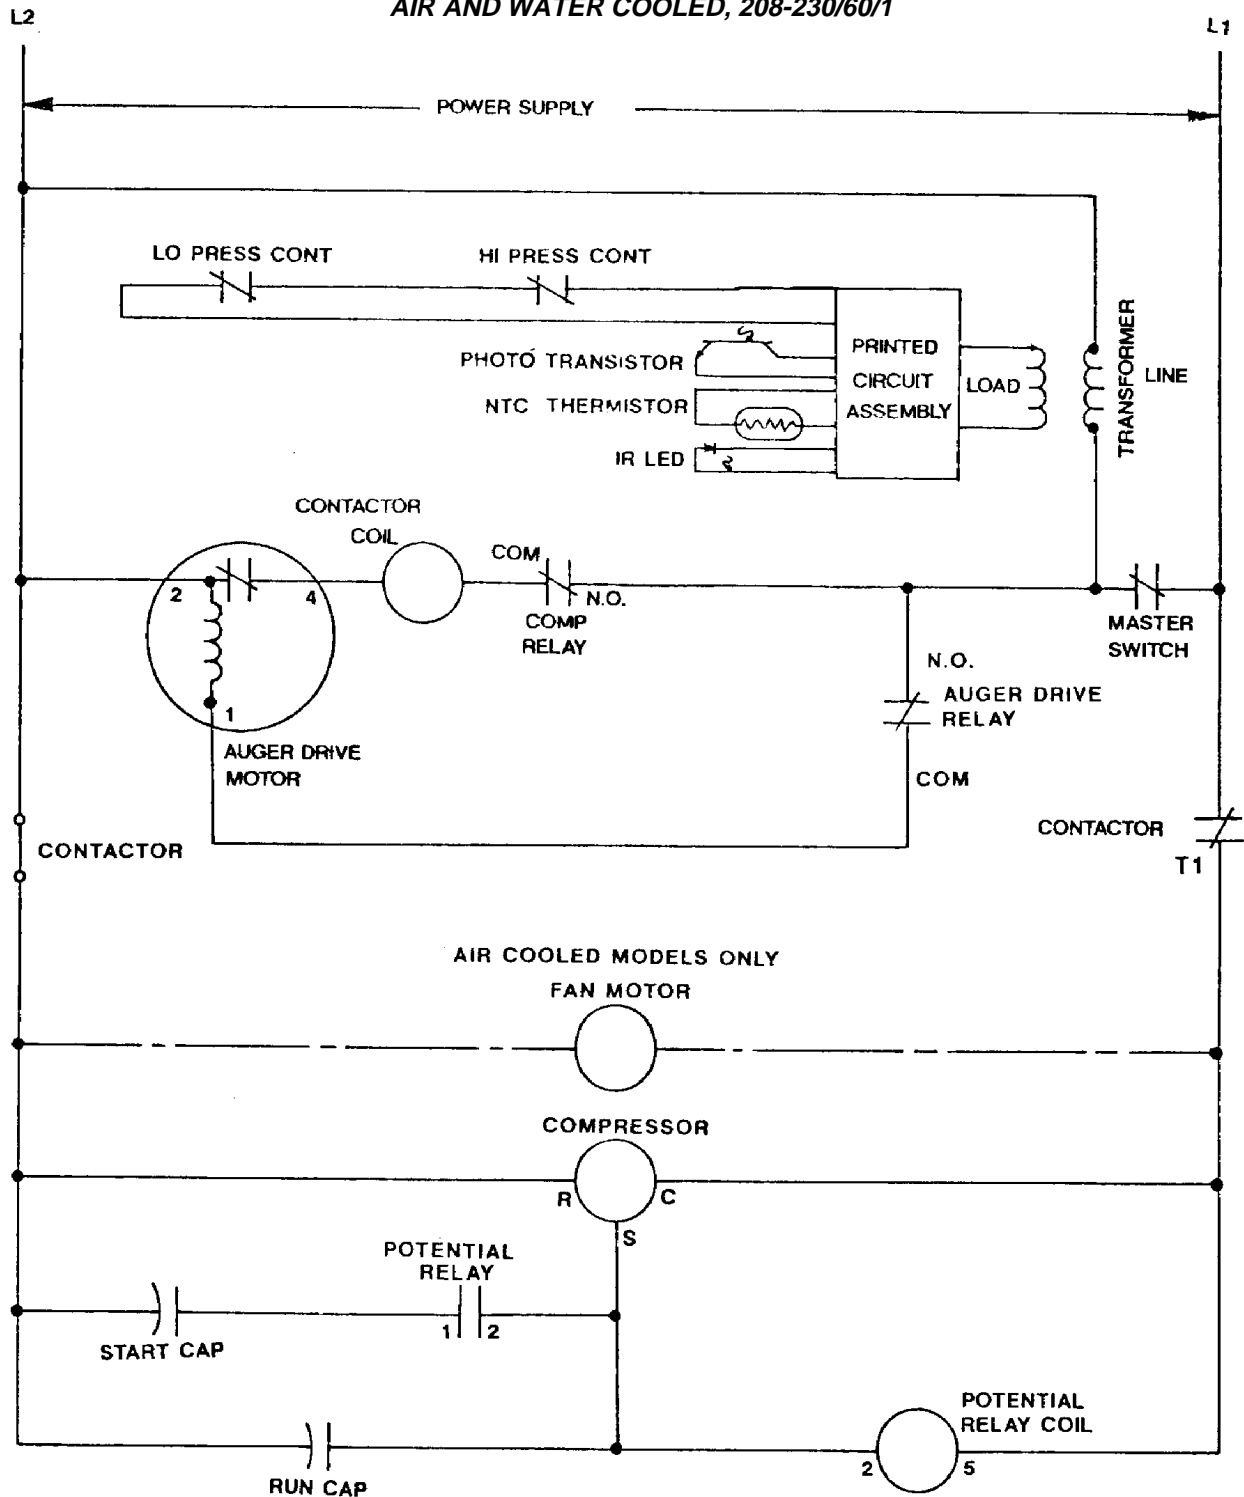 AIR AND WATER COOLED, 208-230/60/1
L2
L1
POWER SUPPLY
LO PRESS CONT
HI PRESS CONT
PHOTO TRANSISTOR
NTC THERMISTOR
IR LED
PRINTED
CIRCUIT
ASSEMBLY
LOAD
TRANSFORMER
LINE
CONTACTOR
COIL
COM
N.O.
COMP
RELAY
2
4
1
AUGER DRIVE
MOTOR
MASTER
SWITCH
N.O.
AUGER DRIVE
RELAY
COM
CONTACTOR
CONTACTOR
T1
AIR COOLED MODELS ONLY
FAN MOTOR
COMPRESSOR
R
C
S
POTENTIAL
RELAY
1
2
START CAP
POTENTIAL
RELAY COIL
2
5
RUN CAP